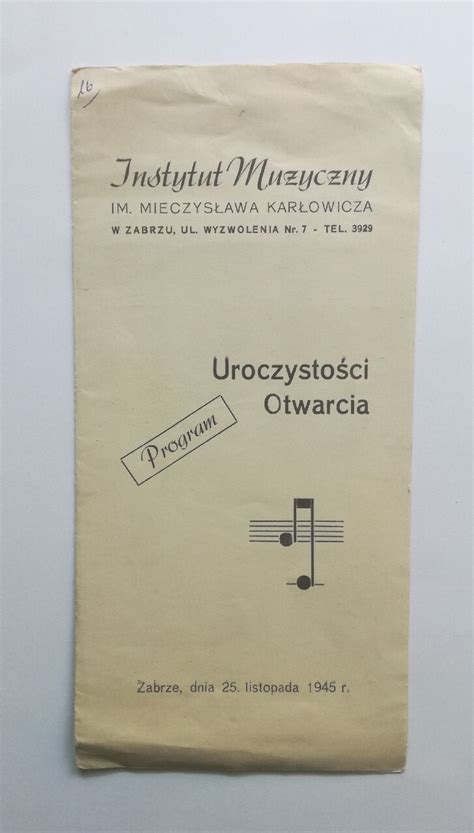 16
Instytut Muzyczny
IM. MIECZYSŁAWA KARŁOWICZA
W ZABRZU, UL. WYZWOLENIA Nr. 7 - TEL. 3929
Uroczystości
Otwarcia
Program
Zabrze, dnia 25. listopada 1945 r.